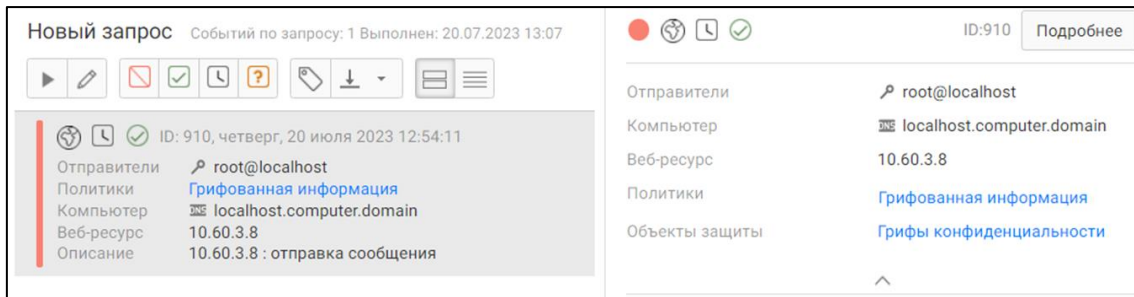 Новый запрос Событий по запросу: 1 Выполнен: 20.07.2023 13:07
ID: 910, четверг, 20 июля 2023 12:54:11
Отправители root@localhost
Политики Грифованная информация
Компьютер DNS localhost.computer.domain
Веб-ресурс 10.60.3.8
Описание 10.60.3.8 : отправка сообщения
ID:910 Подробнее
Отправители root@localhost
Компьютер DNS localhost.computer.domain
Веб-ресурс 10.60.3.8
Политики Грифованная информация
Объекты защиты Грифы конфиденциальности